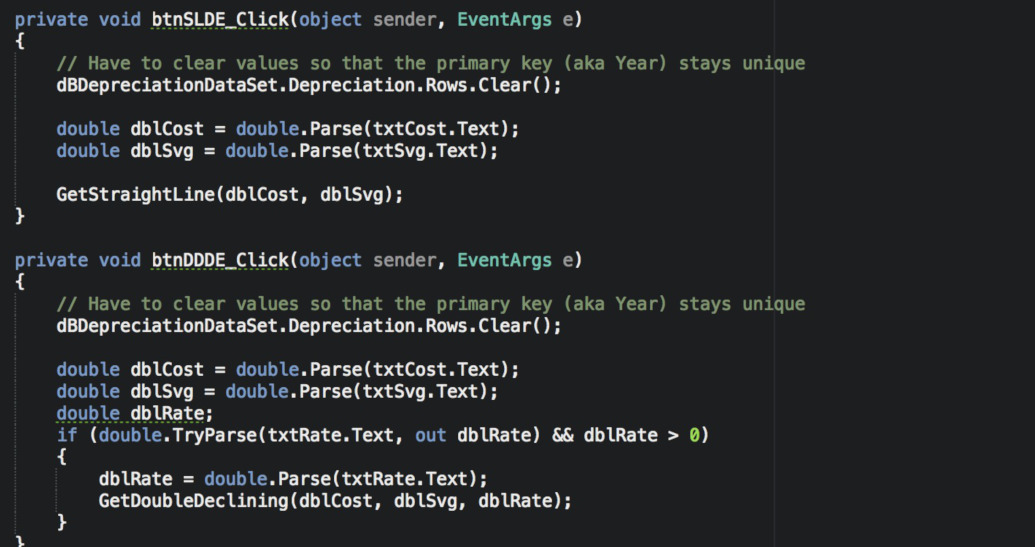 private void btnSLDE_Click(object sender, EventArgs e)
{
// Have to clear values so that the primary key (aka Year) stays unique
dBDepreciationDataSet.Depreciation.Rows.Clear();
double dblCost = double.Parse(txtCost.Text);
double dblSvg = double.Parse(txtSvg.Text);
GetStraightLine(dblCost, dblSvg);
}
private void btnDDDE_Click(object sender, EventArgs e)
{
// Have to clear values so that the primary key (aka Year) stays unique
dBDepreciationDataSet.Depreciation.Rows.Clear();
double dblCost = double.Parse(txtCost.Text);
double dblSvg = double.Parse(txtSvg.Text);
double dblRate;
if (double.TryParse(txtRate.Text, out dblRate) && dblRate > 0)
{
dblRate = double.Parse(txtRate.Text);
GetDoubleDeclining(dblCost, dblSvg, dblRate);
}
}